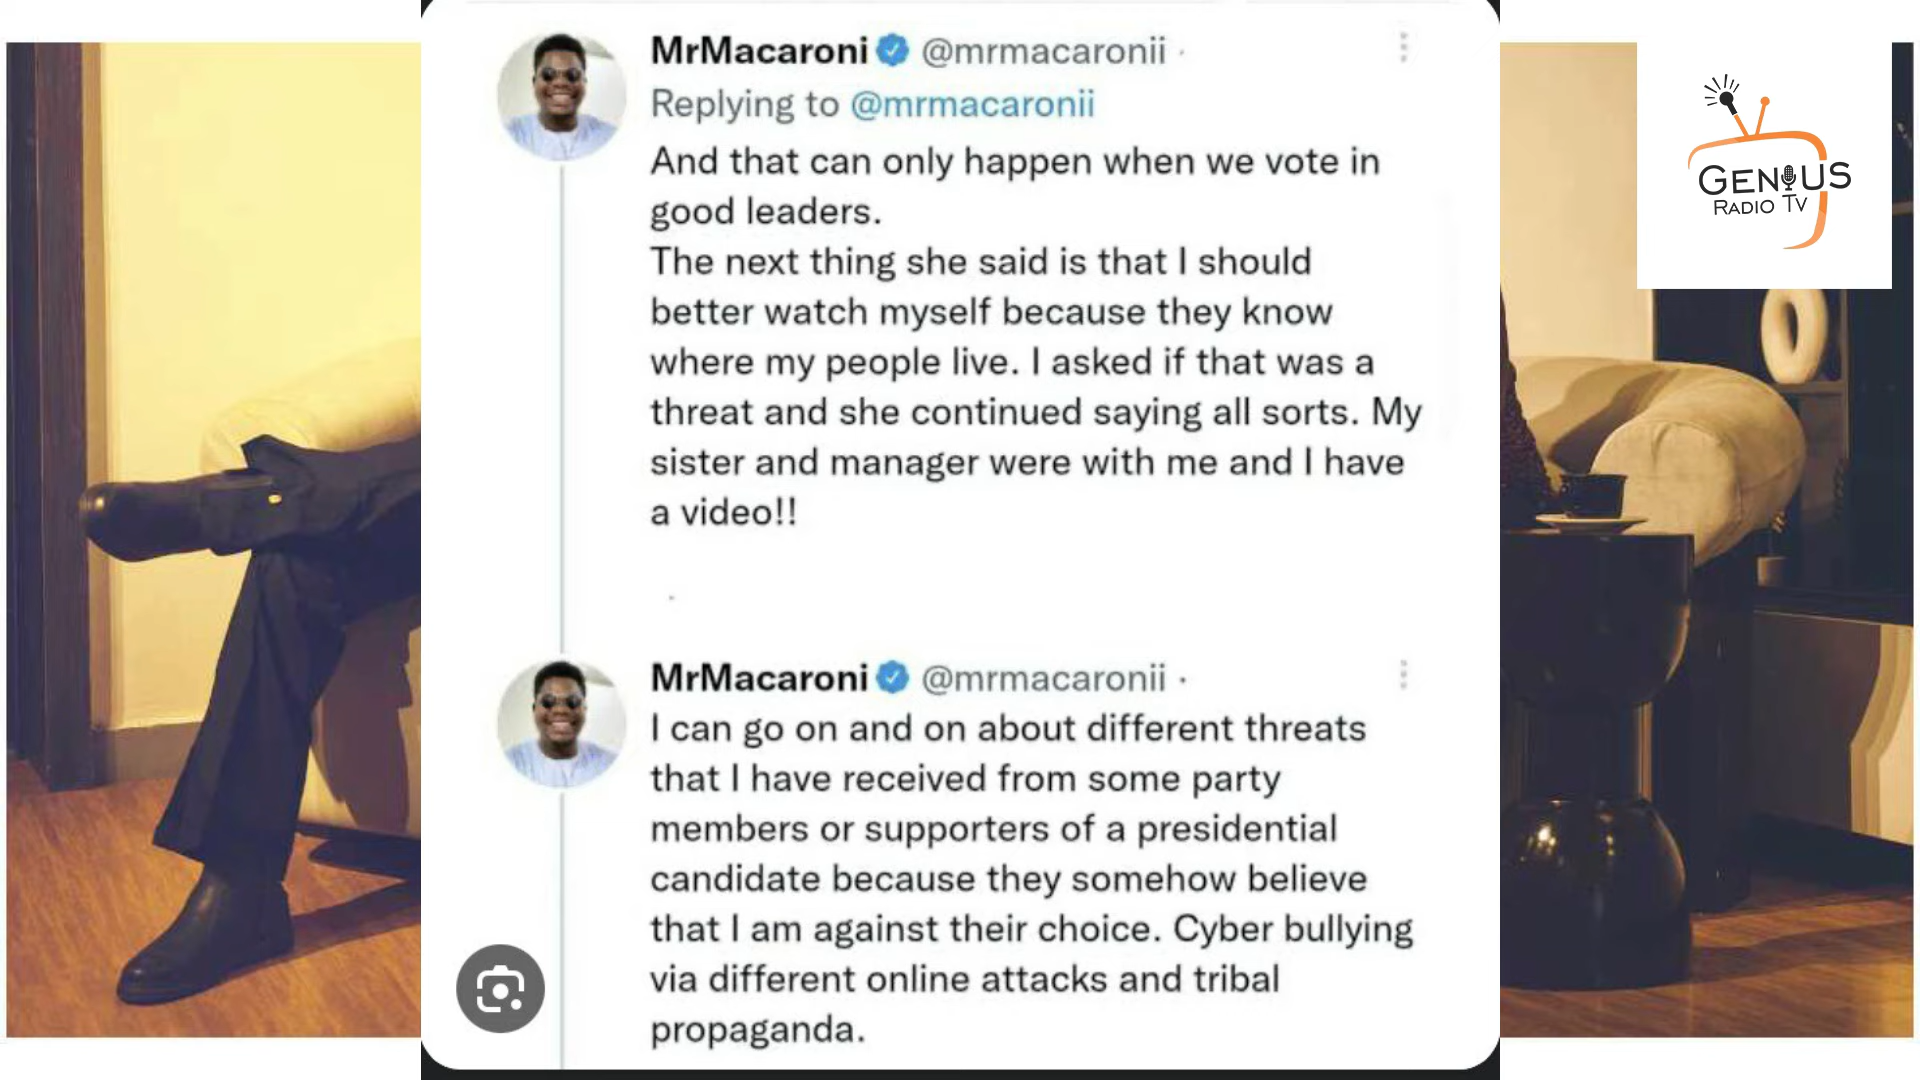 MrMacaroni @mrmacaronii ·
Replying to @mrmacaronii
And that can only happen when we vote in
good leaders.
The next thing she said is that I should
better watch myself because they know
where my people live. I asked if that was a
threat and she continued saying all sorts. My
sister and manager were with me and I have
a video!!
MrMacaroni @mrmacaronii ·
I can go on and on about different threats
that I have received from some party
members or supporters of a presidential
candidate because they somehow believe
that I am against their choice. Cyber bullying
via different online attacks and tribal
propaganda.
GENIUS
RADIO TV